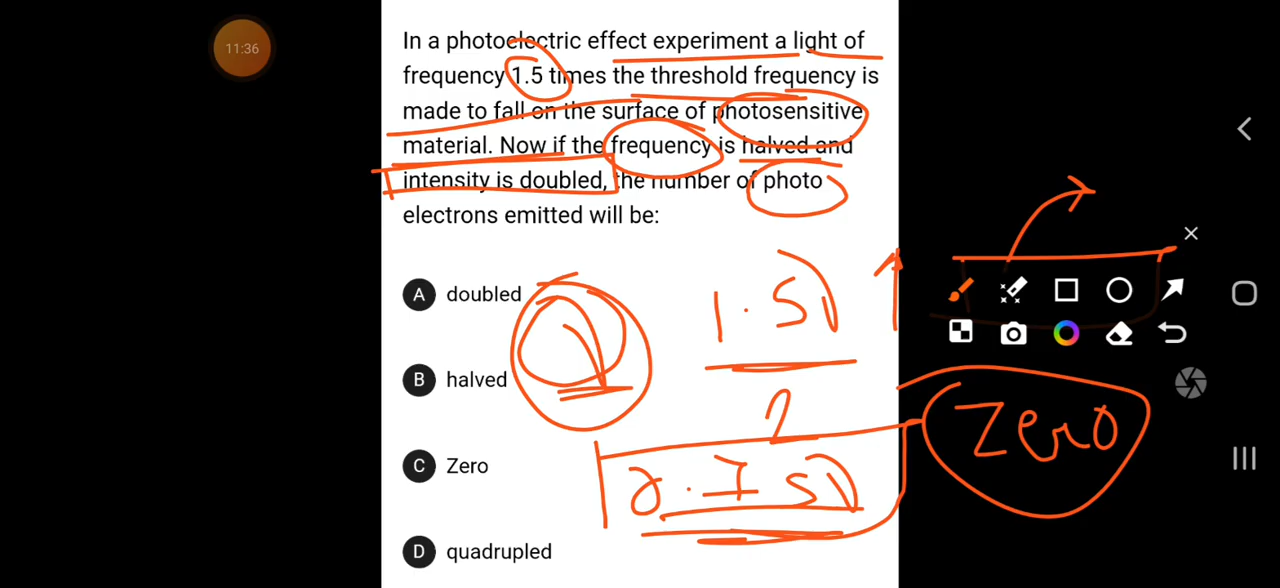 11:36
In a photoelectric effect experiment a light of
frequency 1.5 times the threshold frequency is
made to fall on the surface of photosensitive
material. Now if the frequency is halved and
intensity is doubled, the number of photo
electrons emitted will be:
A doubled
B halved
C Zero
D quadrupled
1.5ν
2
0.75ν
Zero